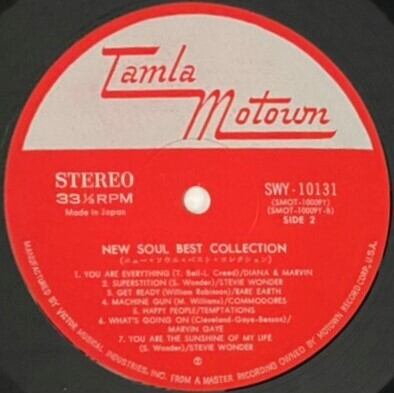 Tamla
Motown
STEREO
33⅓RPM
Made in Japan
SWY-10131
(SMOT-10009Y)
(SMOT-10009Y-b)
SIDE 2
NEW SOUL BEST COLLECTION
(ニュー・ソウル・ベスト・コレクション)
1. YOU ARE EVERYTHING (T. Bell-L. Creed)/DIANA & MARVIN
2. SUPERSTITION (S. Wonder)/STEVIE WONDER
3. GET READY (William Robinson)/RARE EARTH
4. MACHINE GUN (M. Williams)/COMMODORES
5. HAPPY PEOPLE/TEMPTATIONS
6. WHAT'S GOING ON (Cleveland-Gaye-Benson)/
MARVIN GAYE
7. YOU ARE THE SUNSHINE OF MY LIFE
(S. Wonder)/STEVIE WONDER
MANUFACTURED BY VICTOR MUSICAL INDUSTRIES, INC. FROM A MASTER RECORDING OWNED BY MOTOWN RECORD CORP. U.S.A.